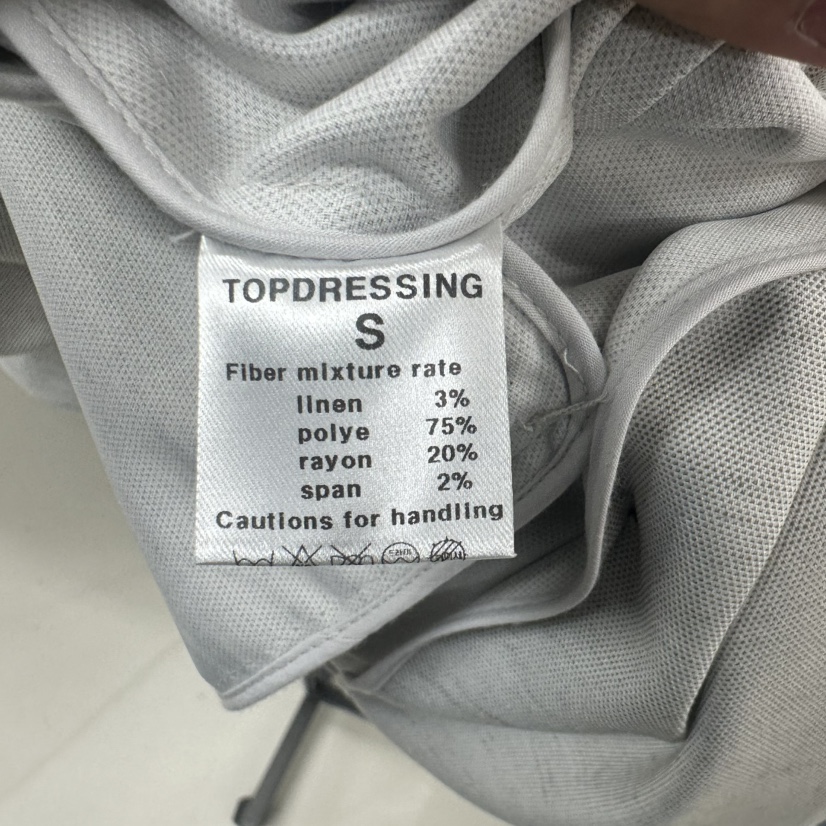 TOPDRESSING
S
Fiber mixture rate
linen 3%
polye 75%
rayon 20%
span 2%
Cautions for handling